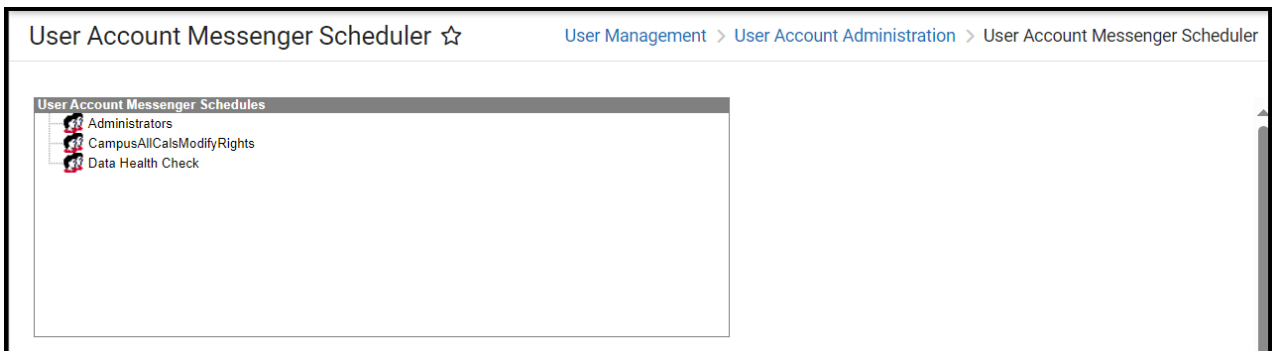 User Account Messenger Scheduler
User Management > User Account Administration > User Account Messenger Scheduler
User Account Messenger Schedules
Administrators
CampusAllCalsModifyRights
Data Health Check